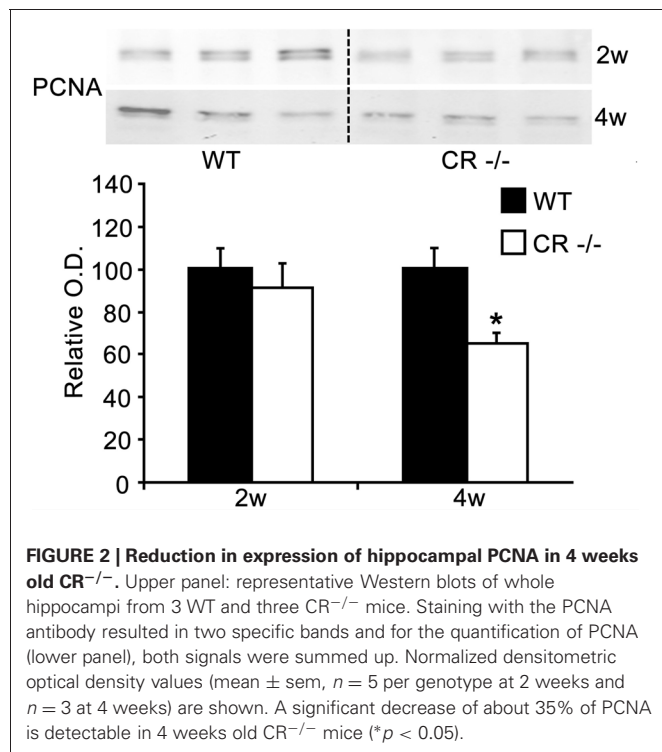 2w
PCNA
4w
WT CR -/-
140
120
100
80
60
40
20
0
Relative O.D.
WT
CR -/-
*
2w 4w
FIGURE 2 | Reduction in expression of hippocampal PCNA in 4 weeks
old CR−/−. Upper panel: representative Western blots of whole
hippocampi from 3 WT and three CR−/− mice. Staining with the PCNA
antibody resulted in two specific bands and for the quantification of PCNA
(lower panel), both signals were summed up. Normalized densitometric
optical density values (mean ± sem, n = 5 per genotype at 2 weeks and
n = 3 at 4 weeks) are shown. A significant decrease of about 35% of PCNA
is detectable in 4 weeks old CR−/− mice (*p < 0.05).